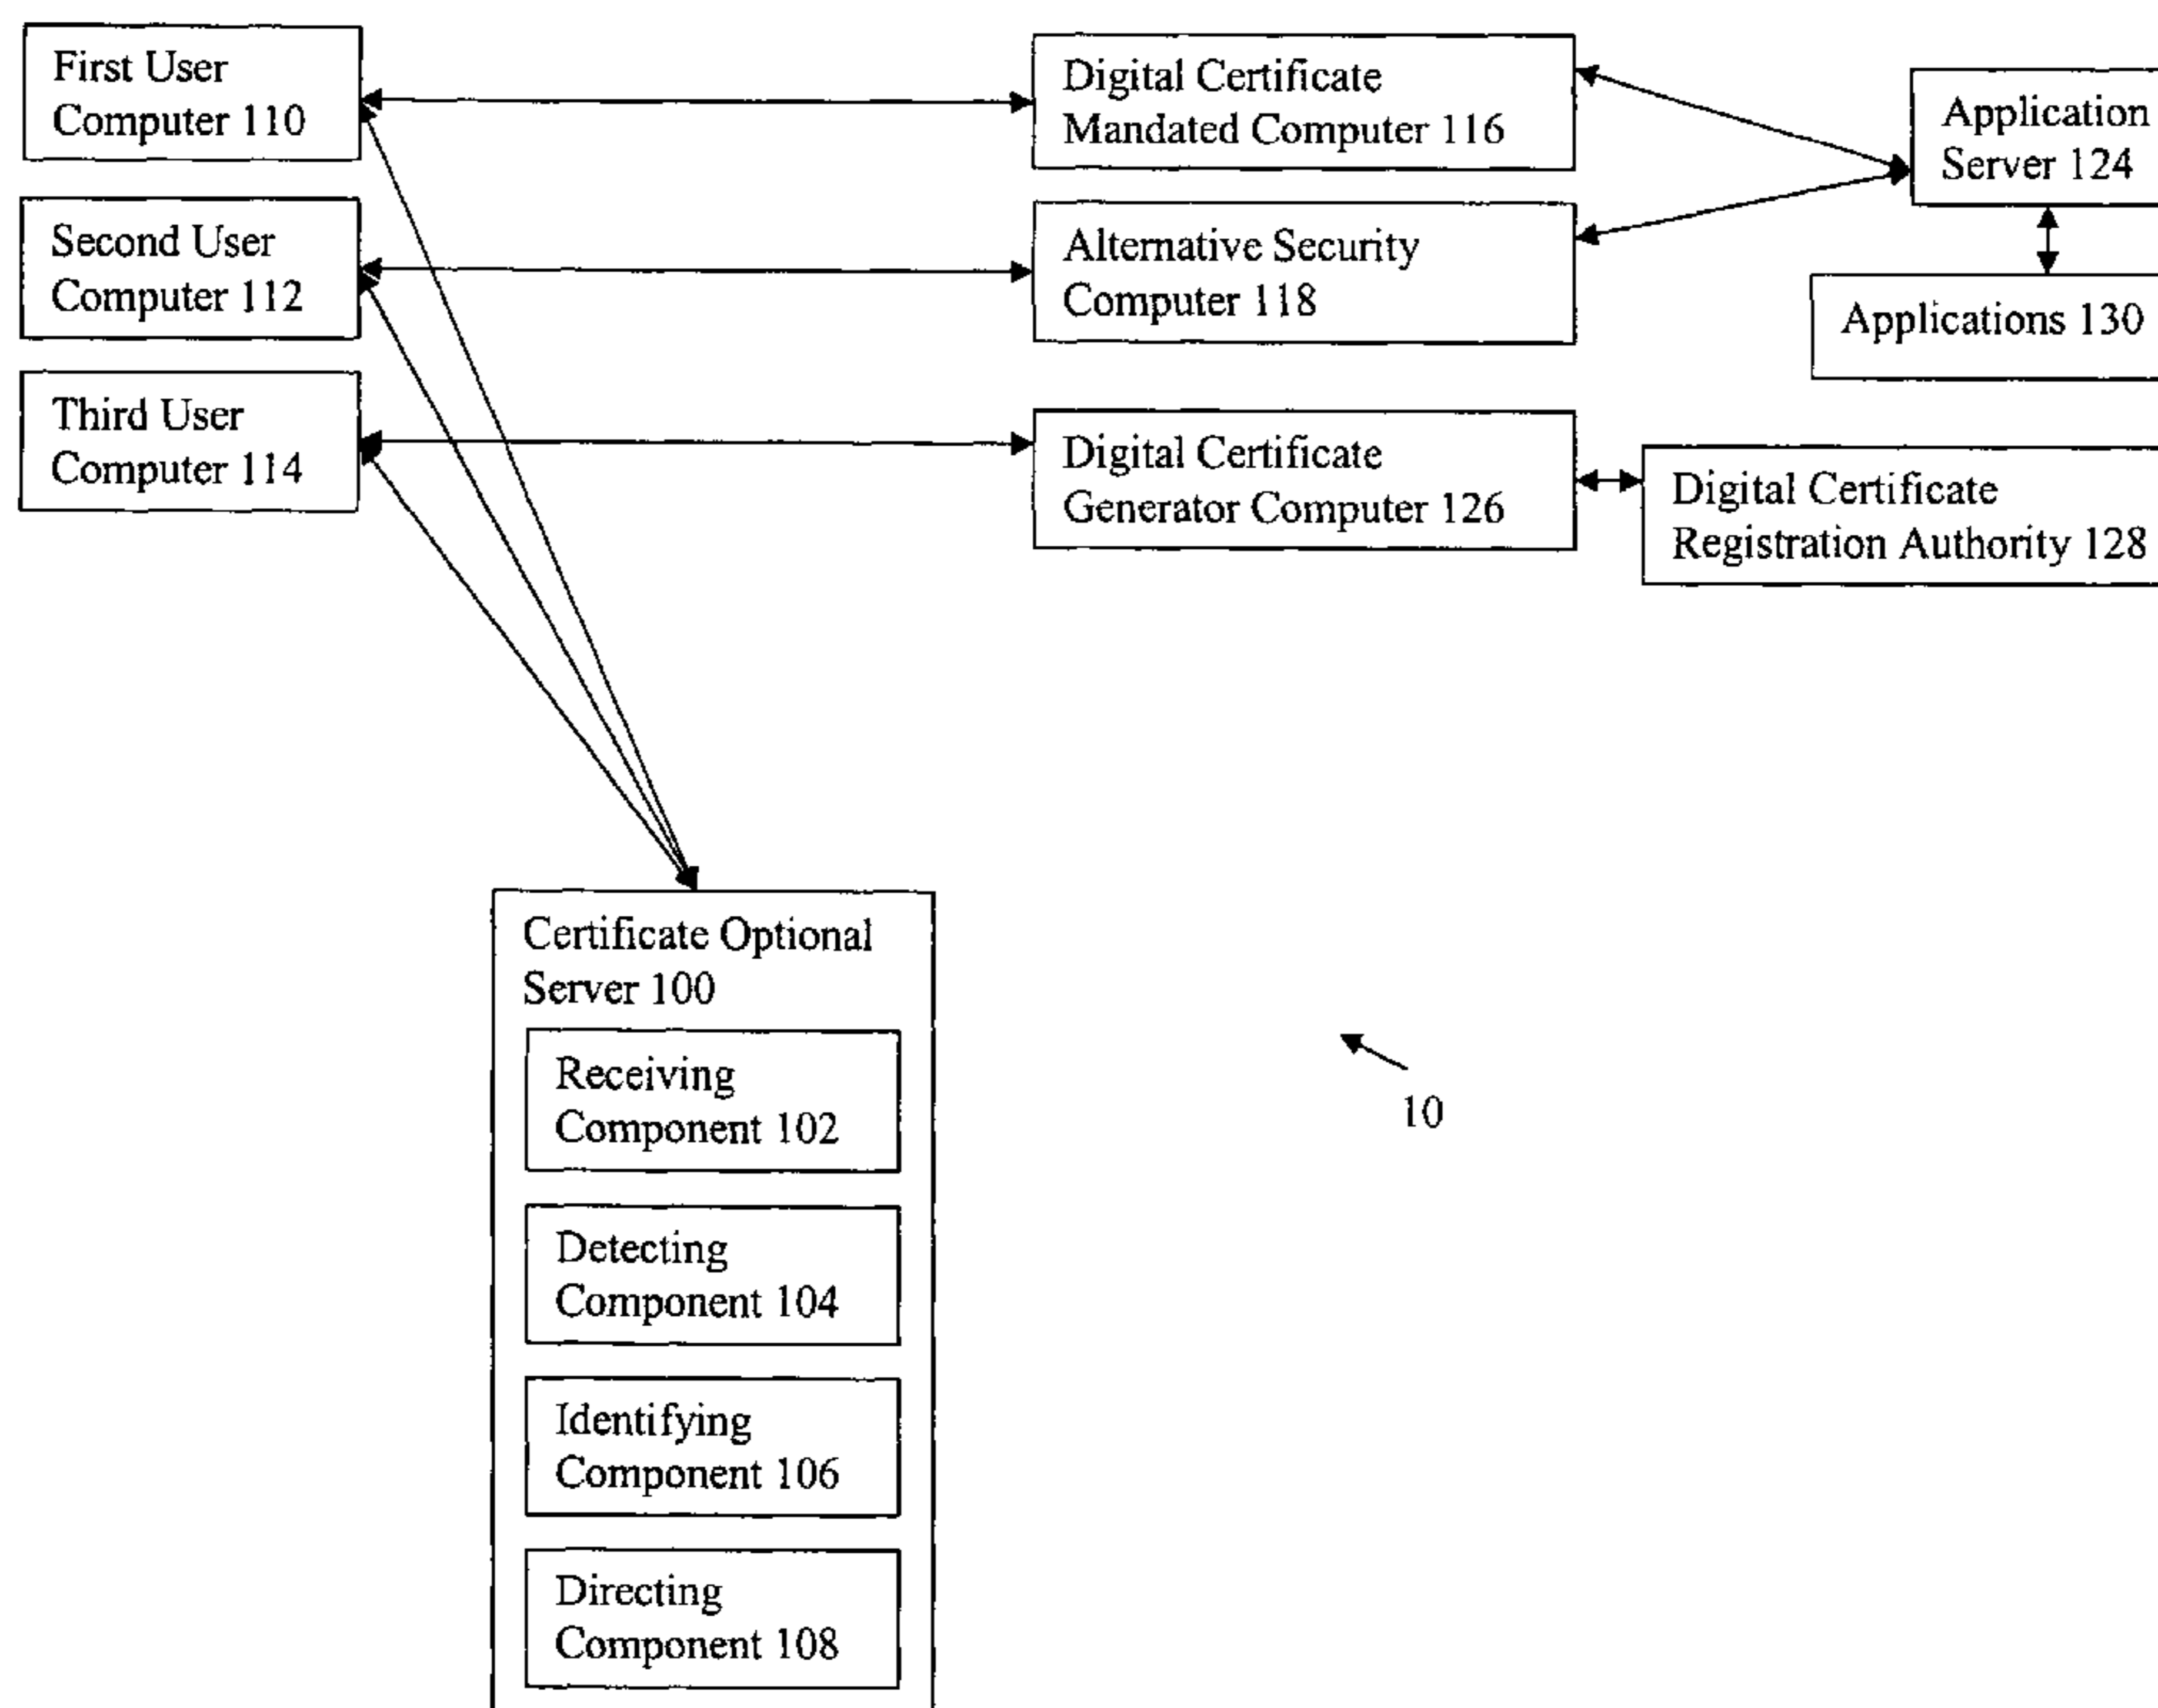 First User
Computer 110
Digital Certificate
Mandated Computer 116
Application
Server 124
Second User
Computer 112
Alternative Security
Computer 118
Applications 130
Third User
Computer 114
Digital Certificate
Generator Computer 126
Digital Certificate
Registration Authority 128
Certificate Optional
Server 100
Receiving
Component 102
10
Detecting
Component 104
Identifying
Component 106
Directing
Component 108